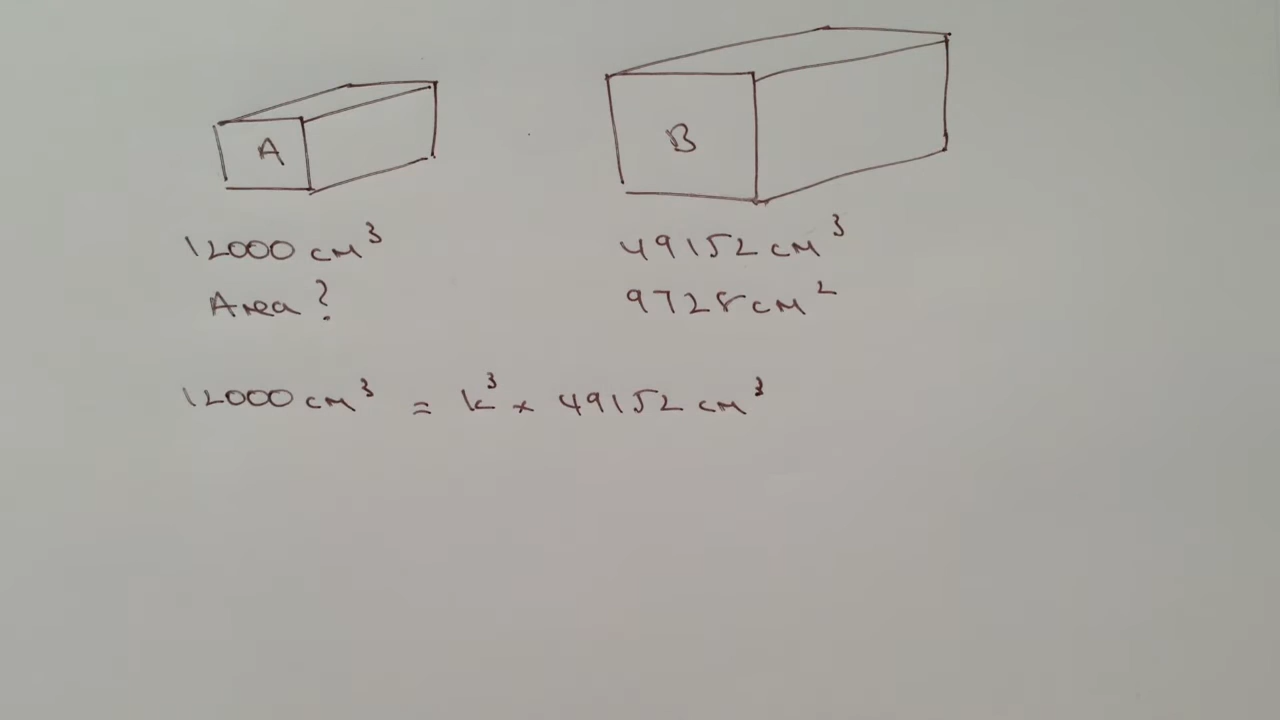 A
B
12000 cm³
49152 cm³
Area ?
9728 cm²
12000 cm³ = k³ × 49152 cm³